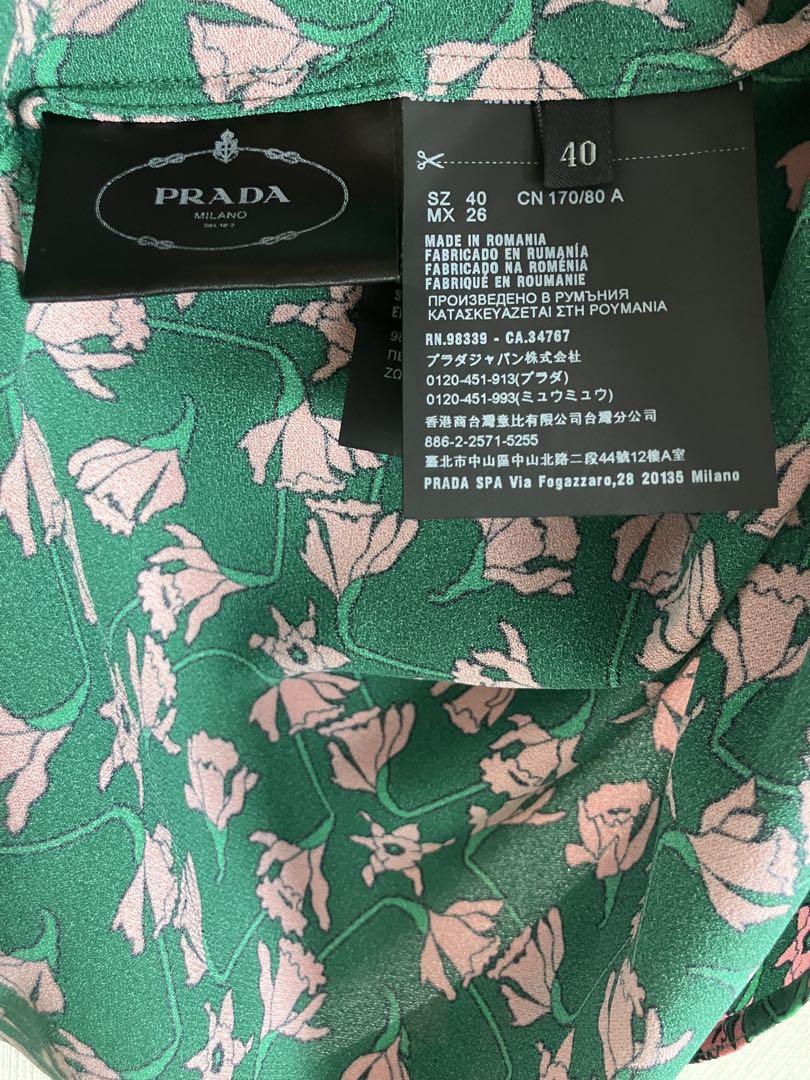 PRADA
MILANO
40
SZ 40 CN 170/80 A
MX 26
MADE IN ROMANIA
FABRICADO EN RUMANÍA
FABRICADO NA ROMÉNIA
FABRIQUÉ EN ROUMANIE
ПРОИЗВЕДЕНО В РУМЪНИЯ
ΚΑΤΑΣΚΕΥΑΖΕΤΑΙ ΣΤΗ ΡΟΥΜΑΝΙΑ
RN.98339 - CA.34767
プラダジャパン株式会社
0120-451-913(プラダ)
0120-451-993(ミュウミュウ)
香港商台灣意比有限公司台灣分公司
886-2-2571-5255
臺北市中山區中山北路二段44號12樓A室
PRADA SPA Via Fogazzaro,28 20135 Milano